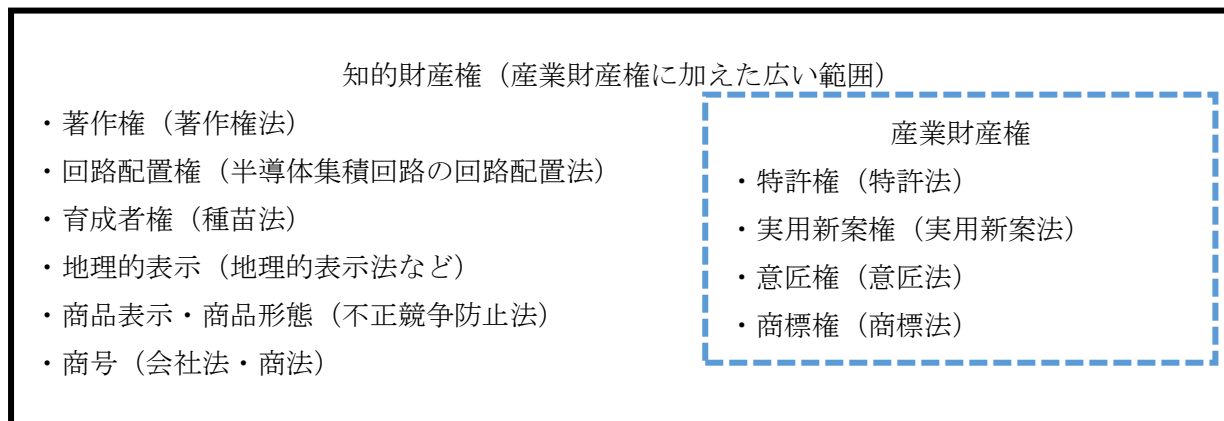 知的財産権（産業財産権に加えた広い範囲）
・著作権（著作権法）
・回路配置権（半導体集積回路の回路配置法）
・育成者権（種苗法）
・地理的表示（地理的表示法など）
・商品表示・商品形態（不正競争防止法）
・商号（会社法・商法）
産業財産権
・特許権（特許法）
・実用新案権（実用新案法）
・意匠権（意匠法）
・商標権（商標法）